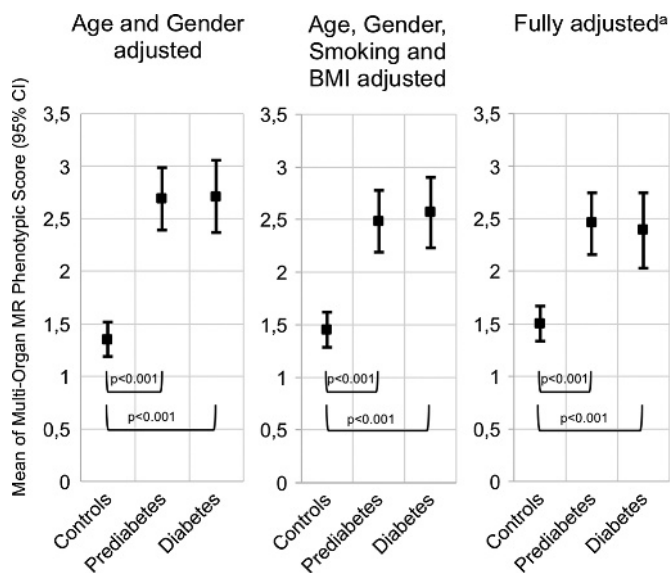 Age and Gender
adjusted
Age, Gender,
Smoking and
BMI adjusted
Fully adjustedᵃ
Mean of Multi-Organ MR Phenotypic Score (95% CI)
3,5
3
2,5
2
1,5
1
0,5
0
p<0.001
p<0.001
Controls
Prediabetes
Diabetes
3,5
3
2,5
2
1,5
1
0,5
0
p<0.001
p<0.001
Controls
Prediabetes
Diabetes
3,5
3
2,5
2
1,5
1
0,5
0
p<0.001
p<0.001
Controls
Prediabetes
Diabetes